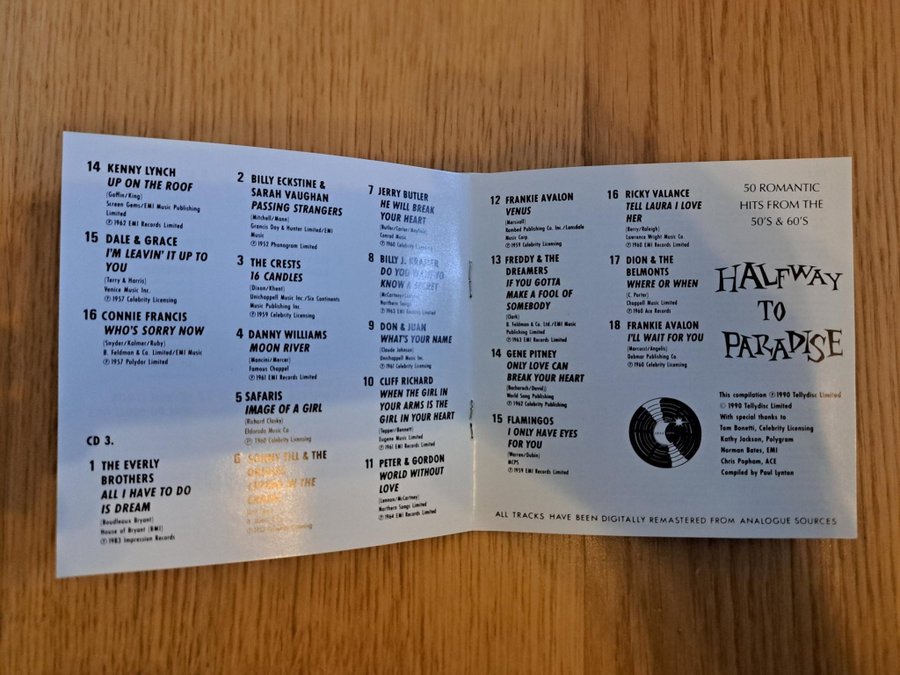 14 KENNY LYNCH
UP ON THE ROOF
(Goffin/King)
Screen Gems/EMI Music Publishing
Limited
Ⓟ 1962 EMI Records Limited
15 DALE & GRACE
I'M LEAVIN' IT UP TO
YOU
(Terry & Harris)
Venice Music Inc.
Ⓟ 1957 Celebrity Licensing
16 CONNIE FRANCIS
WHO'S SORRY NOW
(Snyder/Kalmer/Ruby)
B. Feldman & Co. Limited/EMI Music
Ⓟ 1957 Polydor Limited
CD 3.
1 THE EVERLY
BROTHERS
ALL I HAVE TO DO
IS DREAM
(Boudleaux Bryant)
House of Bryant (BMI)
Ⓟ 1983 Impression Records
2 BILLY ECKSTINE &
SARAH VAUGHAN
PASSING STRANGERS
(Mitchell/Mann)
Francis Day & Hunter Limited/EMI
Music
Ⓟ 1952 Phonogram Limited
3 THE CRESTS
16 CANDLES
(Dixon/Khent)
Unichappell Music Inc/Six Continents
Music Publishing Inc.
Ⓟ 1959 Celebrity Licensing
4 DANNY WILLIAMS
MOON RIVER
(Mancini/Mercer)
Famous Chappell
Ⓟ 1961 EMI Records Limited
5 SAFARIS
IMAGE OF A GIRL
(Richard Clasky)
Eldorado Music Co
Ⓟ 1960 Celebrity Licensing
6 SONNY TILL & THE
IN THE
7 JERRY BUTLER
HE WILL BREAK
YOUR HEART
(Butler/Carter/Mayfield)
Conrad Music
Ⓟ 1960 Celebrity Licensing
8 BILLY J. KRAMER
DO YOU WANT TO
KNOW A SECRET
(McCartney/Lennon)
Northern Songs
Ⓟ 1963 EMI Records Limited
9 DON & JUAN
WHAT'S YOUR NAME
(Claude Johnson)
Unichappell Music Inc.
Ⓟ 1961 Celebrity Licensing
10 CLIFF RICHARD
WHEN THE GIRL IN
YOUR ARMS IS THE
GIRL IN YOUR HEART
(Tepper/Bennett)
Eugene Music Limited
Ⓟ 1961 EMI Records Limited
11 PETER & GORDON
WORLD WITHOUT
LOVE
(Lennon/McCartney)
Northern Songs Limited
Ⓟ 1964 EMI Records Limited
12 FRANKIE AVALON
VENUS
(Marshall)
Rambed Publishing Co. Inc./Lansdale
Music Corp.
Ⓟ 1959 Celebrity Licensing
13 FREDDY & THE
DREAMERS
IF YOU GOTTA
MAKE A FOOL OF
SOMEBODY
(Clark)
B. Feldman & Co. Ltd./EMI Music
Publishing Limited
Ⓟ 1963 EMI Records Limited
14 GENE PITNEY
ONLY LOVE CAN
BREAK YOUR HEART
(Bacharach/David)
World Song Publishing
Ⓟ 1962 Celebrity Publishing
15 FLAMINGOS
I ONLY HAVE EYES
FOR YOU
(Warren/Dubin)
MCPS
Ⓟ 1959 EMI Records Limited
16 RICKY VALANCE
TELL LAURA I LOVE
HER
(Barry/Raleigh)
Lawrence Wright Music Co.
Ⓟ 1960 EMI Records Limited
17 DION & THE
BELMONTS
WHERE OR WHEN
(C. Porter)
Chappell Music Limited
Ⓟ 1960 Ace Records
18 FRANKIE AVALON
I'LL WAIT FOR YOU
(Marcucci/Angelis)
Debmar Publishing Co.
Ⓟ 1960 Celebrity Licensing
50 ROMANTIC
HITS FROM THE
50'S & 60'S
HALFWAY
TO
PARADISE
This compilation Ⓟ 1990 Tellydisc Limited
© 1990 Tellydisc Limited
With special thanks to
Tom Bonetti, Celebrity Licensing
Kathy Jackson, Polygram
Norman Bates, EMI
Chris Popham, ACE
Compiled by Paul Lynton
ALL TRACKS HAVE BEEN DIGITALLY REMASTERED FROM ANALOGUE SOURCES